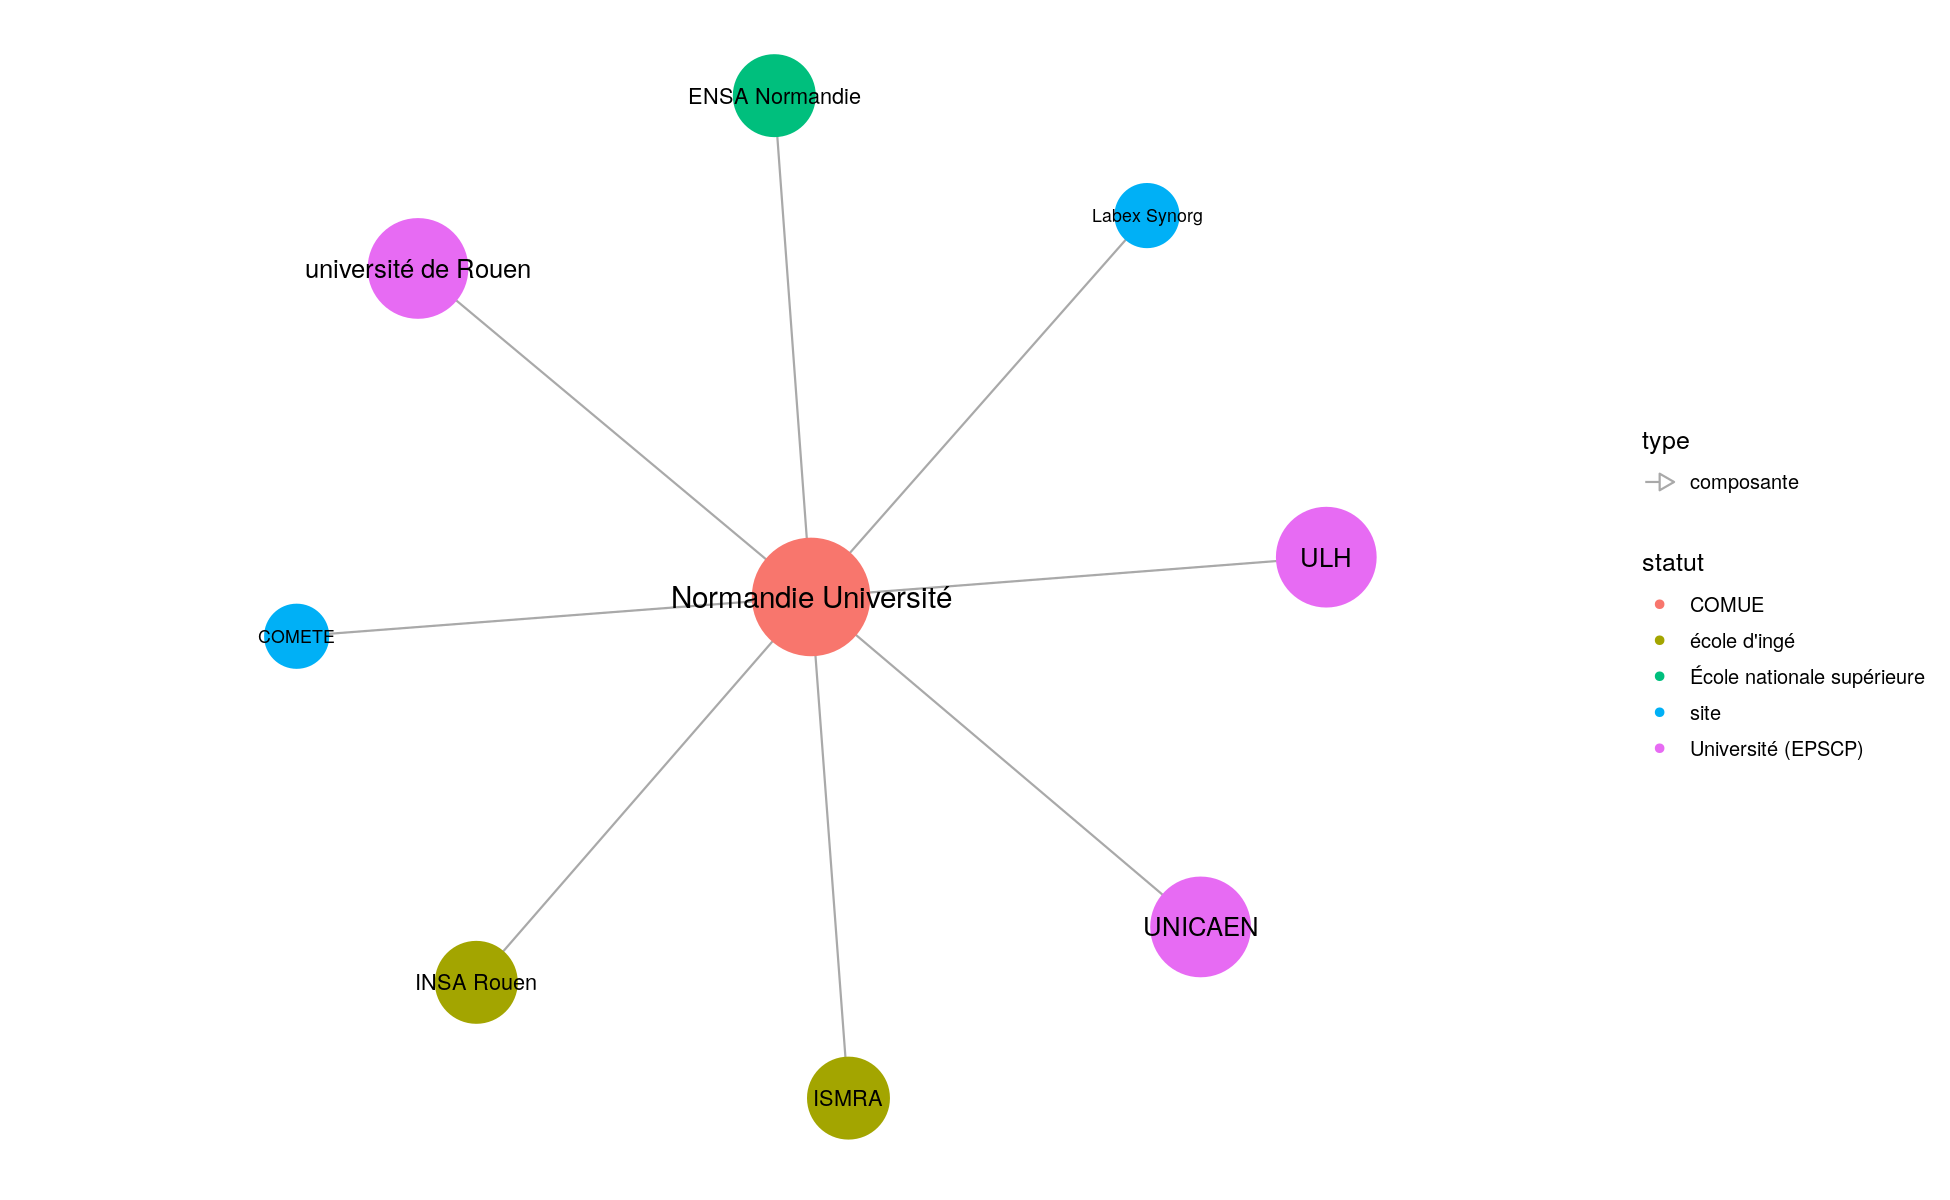 ENSA Normandie
Labex Synorg
université de Rouen
ULH
Normandie Université
COMETE
UNICAEN
INSA Rouen
ISMRA
type
composante
statut
COMUE
école d'ingé
École nationale supérieure
site
Université (EPSCP)